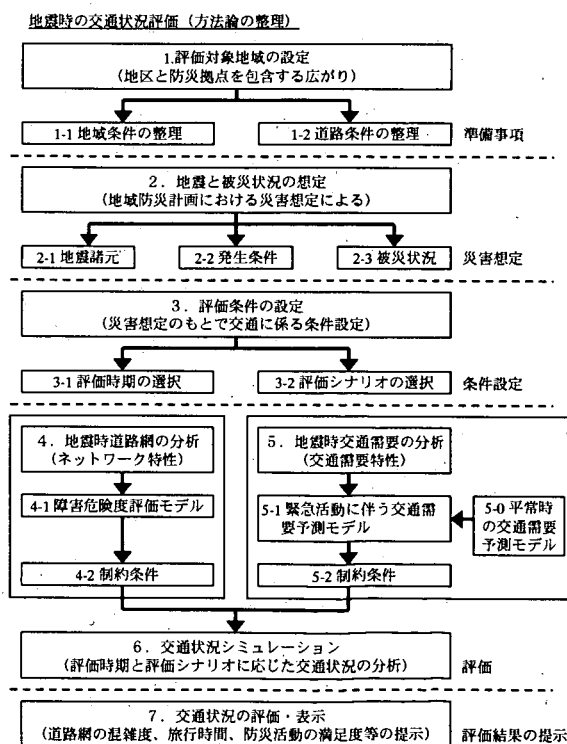 地震時の交通状況評価（方法論の整理）
1.評価対象地域の設定
（地区と防災拠点を包含する広がり）
1-1 地域条件の整理
1-2 道路条件の整理
準備事項
２．地震と被災状況の想定
（地域防災計画における災害想定による）
2-1 地震諸元
2-2 発生条件
2-3 被災状況
災害想定
３．評価条件の設定
（災害想定のもとで交通に係る条件設定）
3-1 評価時期の選択
3-2 評価シナリオの選択
条件設定
４．地震時道路網の分析
（ネットワーク特性）
4-1 障害危険度評価モデル
4-2 制約条件
５．地震時交通需要の分析
（交通需要特性）
5-1 緊急活動に伴う交通需
要予測モデル
5-0 平常時
の交通需要
予測モデル
5-2 制約条件
６．交通状況シミュレーション
（評価時期と評価シナリオに応じた交通状況の分析）
評価
７．交通状況の評価・表示
（道路網の混雑度、旅行時間、防災活動の満足度等の提示）
評価結果の提示